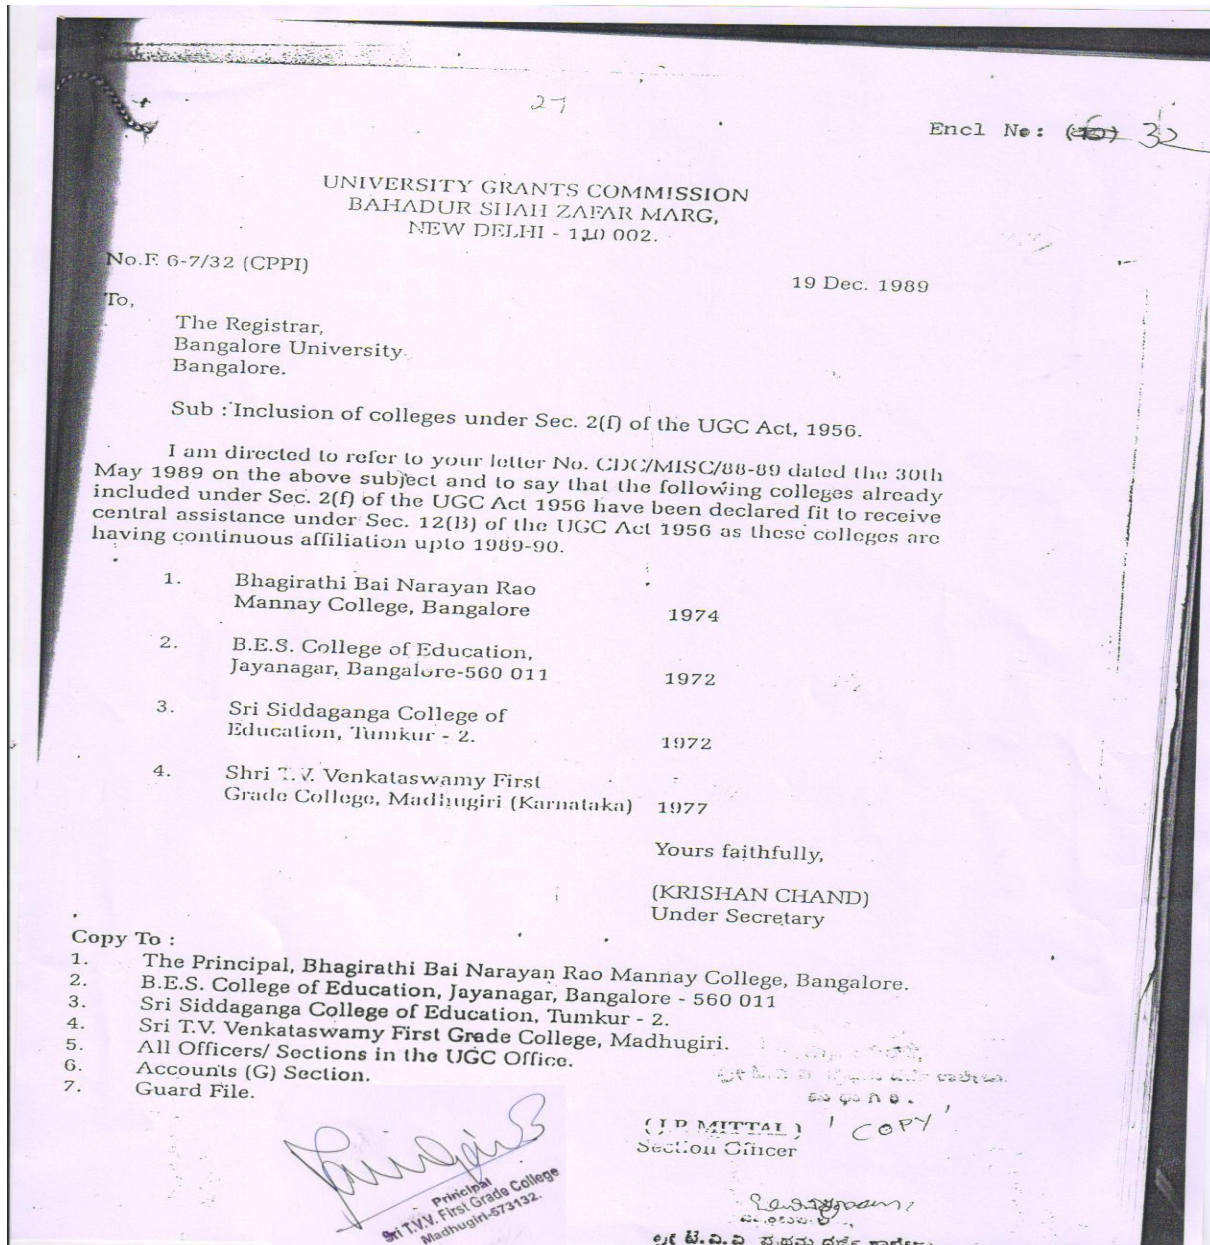 27
Encl No: (10) 32
UNIVERSITY GRANTS COMMISSION
BAHADUR SHAH ZAFAR MARG,
NEW DELHI - 110 002.
No.F. 6-7/32 (CPPI)
19 Dec. 1989
To,
The Registrar,
Bangalore University
Bangalore.
Sub : Inclusion of colleges under Sec. 2(f) of the UGC Act, 1956.
I am directed to refer to your letter No. CDC/MISC/88-89 dated the 30th
May 1989 on the above subject and to say that the following colleges already
included under Sec. 2(f) of the UGC Act 1956 have been declared fit to receive
central assistance under Sec. 12(B) of the UGC Act 1956 as these colleges are
having continuous affiliation upto 1989-90.
1. Bhagirathi Bai Narayan Rao
Mannay College, Bangalore 1974
2. B.E.S. College of Education,
Jayanagar, Bangalore-560 011 1972
3. Sri Siddaganga College of
Education, Tumkur - 2. 1972
4. Shri T.V. Venkataswamy First
Grade College, Madhugiri (Karnataka) 1977
Yours faithfully,
(KRISHAN CHAND)
Under Secretary
Copy To :
1. The Principal, Bhagirathi Bai Narayan Rao Mannay College, Bangalore.
2. B.E.S. College of Education, Jayanagar, Bangalore - 560 011
3. Sri Siddaganga College of Education, Tumkur - 2.
4. Sri T.V. Venkataswamy First Grade College, Madhugiri.
5. All Officers/ Sections in the UGC Office.
6. Accounts (G) Section.
7. Guard File.
(J.P. MITTAL) 'COPY'
Section Officer
Principal
Sri T.V.V. First Grade College
Madhugiri-573132.
ಶ್ರೀ ಟಿ.ವಿ.ವಿ ಪ್ರಥಮ ದರ್ಜೆ ಕಾಲೇಜು